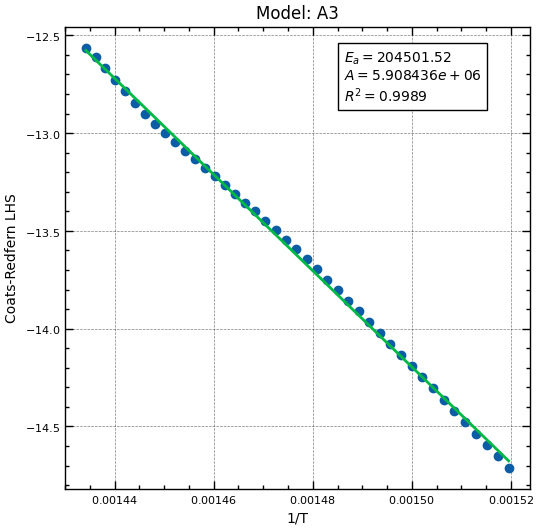 Model: A3
−12.5
−13.0
−13.5
−14.0
−14.5
Coats-Redfern LHS
E_a = 204501.52
A = 5.908436e + 06
R² = 0.9989
0.00144
0.00146
0.00148
0.00150
0.00152
1/T